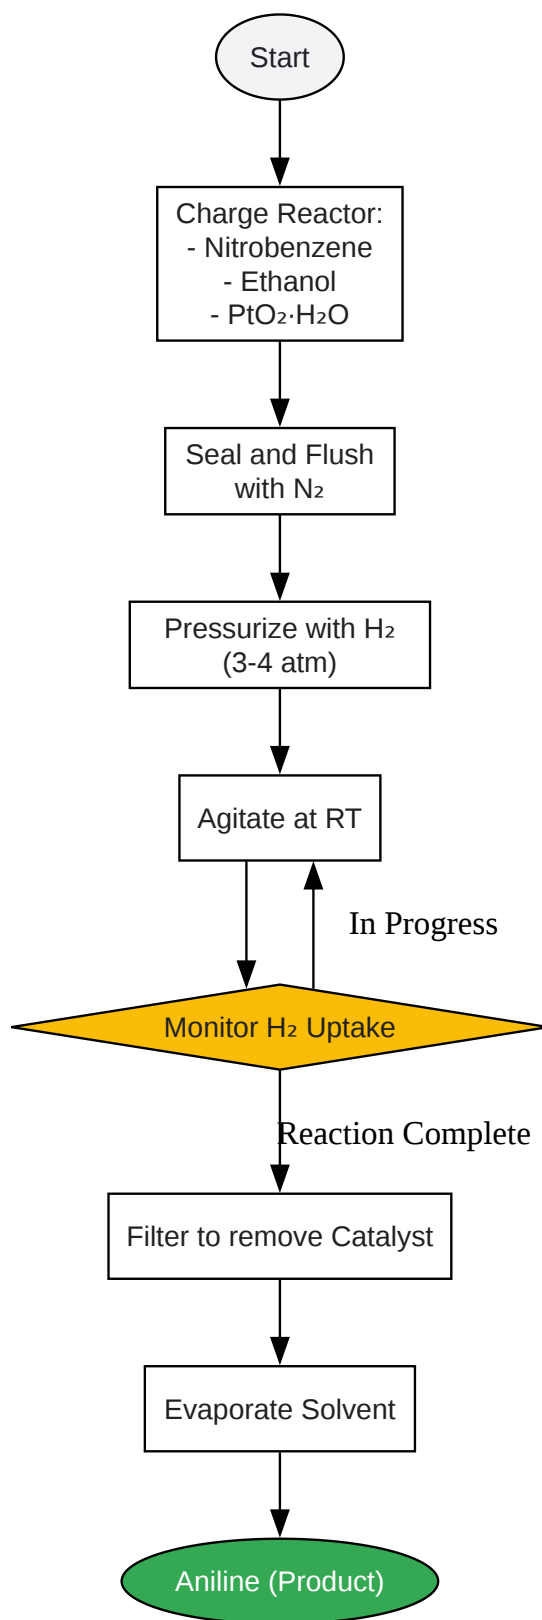 Start
Charge Reactor:
- Nitrobenzene
- Ethanol
- PtO₂·H₂O
Seal and Flush
with N₂
Pressurize with H₂
(3-4 atm)
Agitate at RT
In Progress
Monitor H₂ Uptake
Reaction Complete
Filter to remove Catalyst
Evaporate Solvent
Aniline (Product)